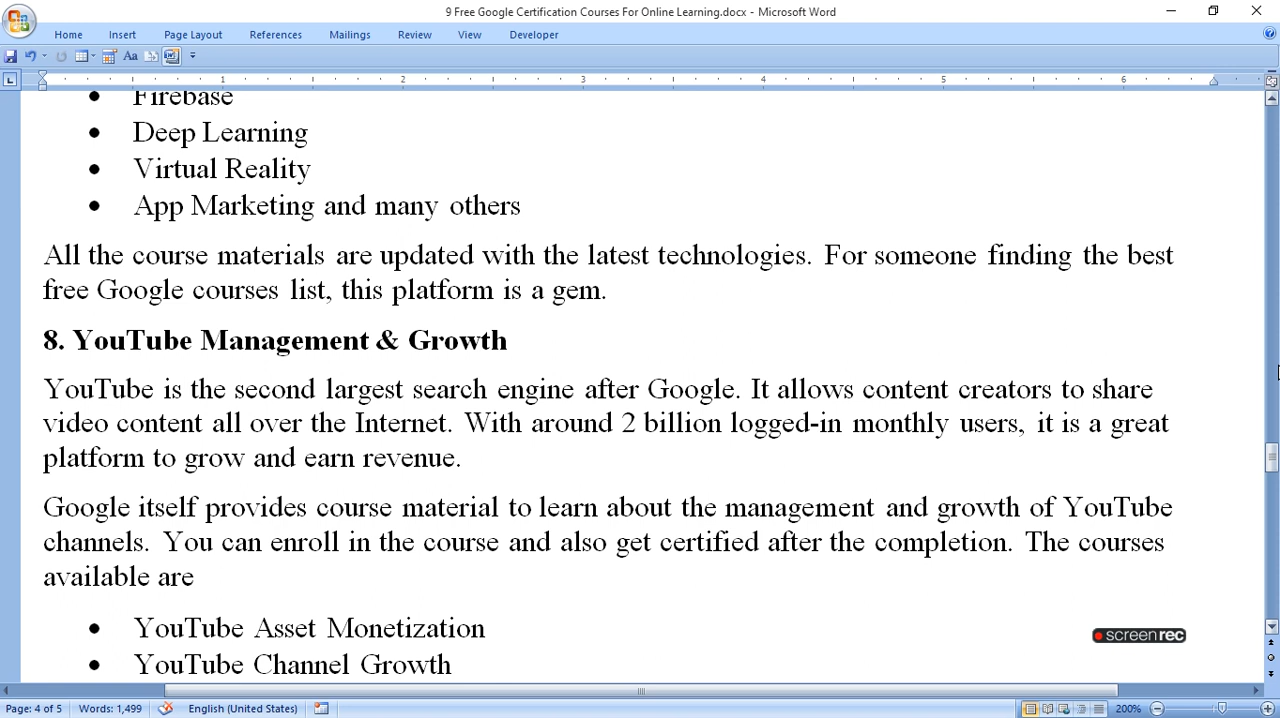 9 Free Google Certification Courses For Online Learning.docx - Microsoft Word
Home Insert Page Layout References Mailings Review View Developer
Aa
1 2 3 4 5 6
Firebase
Deep Learning
Virtual Reality
App Marketing and many others
All the course materials are updated with the latest technologies. For someone finding the best
free Google courses list, this platform is a gem.
8. YouTube Management & Growth
YouTube is the second largest search engine after Google. It allows content creators to share
video content all over the Internet. With around 2 billion logged-in monthly users, it is a great
platform to grow and earn revenue.
Google itself provides course material to learn about the management and growth of YouTube
channels. You can enroll in the course and also get certified after the completion. The courses
available are
YouTube Asset Monetization
YouTube Channel Growth
screenrec
Page: 4 of 5 Words: 1,499 English (United States) 200%